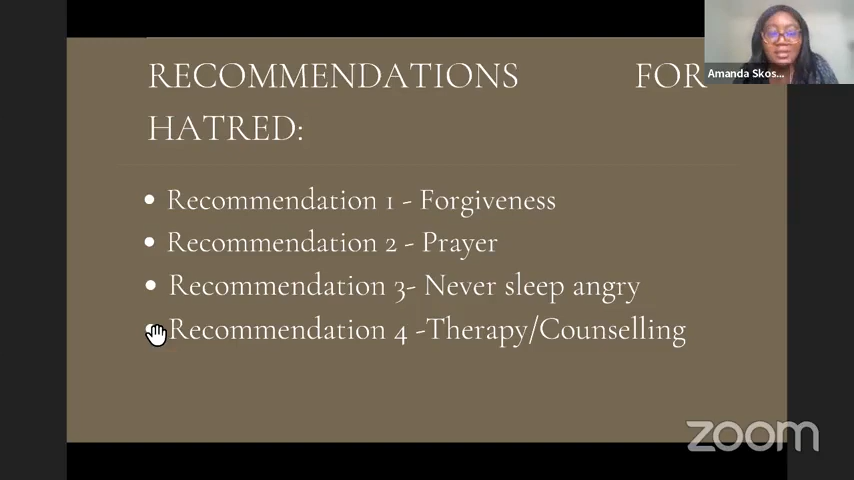 RECOMMENDATIONS FOR
HATRED:
Amanda Skos...
• Recommendation 1 - Forgiveness
• Recommendation 2 - Prayer
• Recommendation 3- Never sleep angry
Recommendation 4 -Therapy/Counselling
zoom